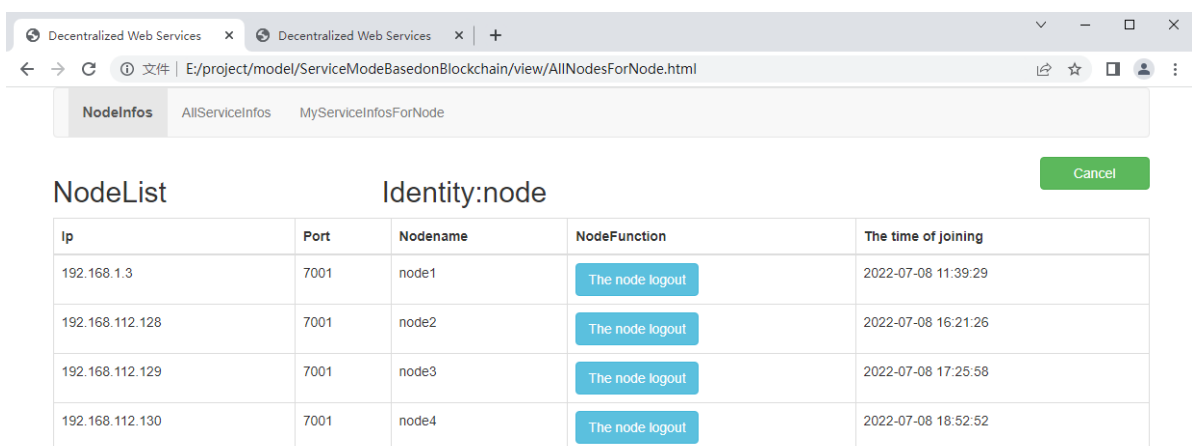 Decentralized Web Services
Decentralized Web Services
文件 | E:/project/model/ServiceModeBasedonBlockchain/view/AllNodesForNode.html
NodeInfos AllServiceInfos MyServiceInfosForNode
Cancel
NodeList Identity:node
Ip Port Nodename NodeFunction The time of joining
192.168.1.3 7001 node1 The node logout 2022-07-08 11:39:29
192.168.112.128 7001 node2 The node logout 2022-07-08 16:21:26
192.168.112.129 7001 node3 The node logout 2022-07-08 17:25:58
192.168.112.130 7001 node4 The node logout 2022-07-08 18:52:52